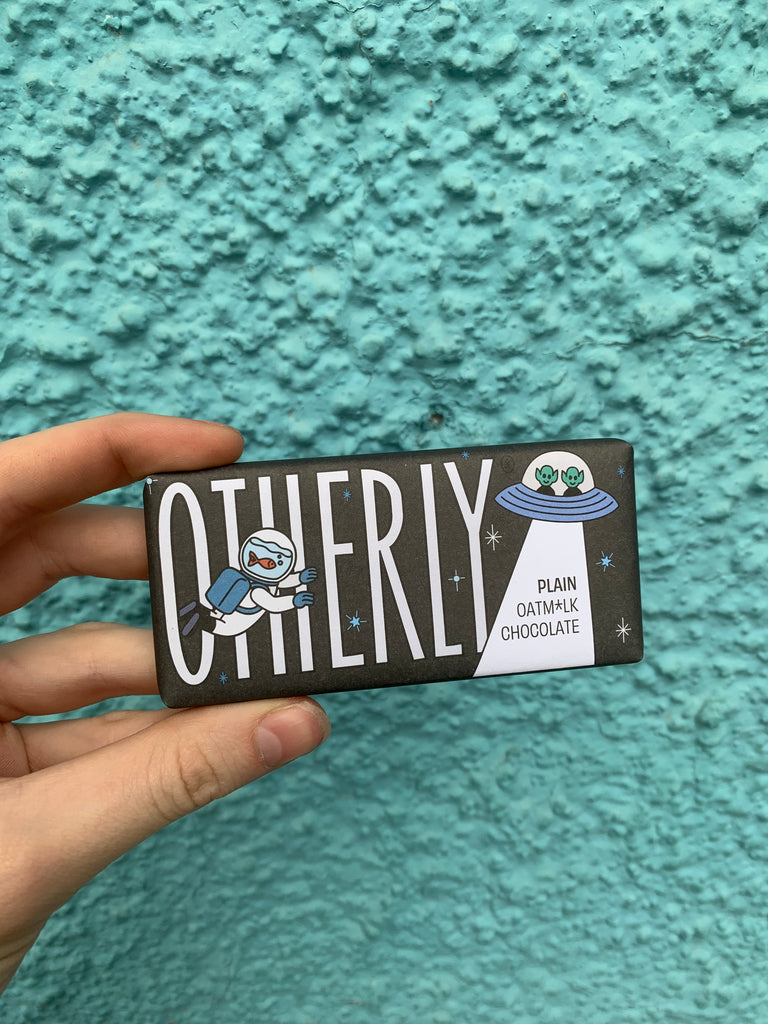 OTHERLY
PLAIN
OATM*LK
CHOCOLATE